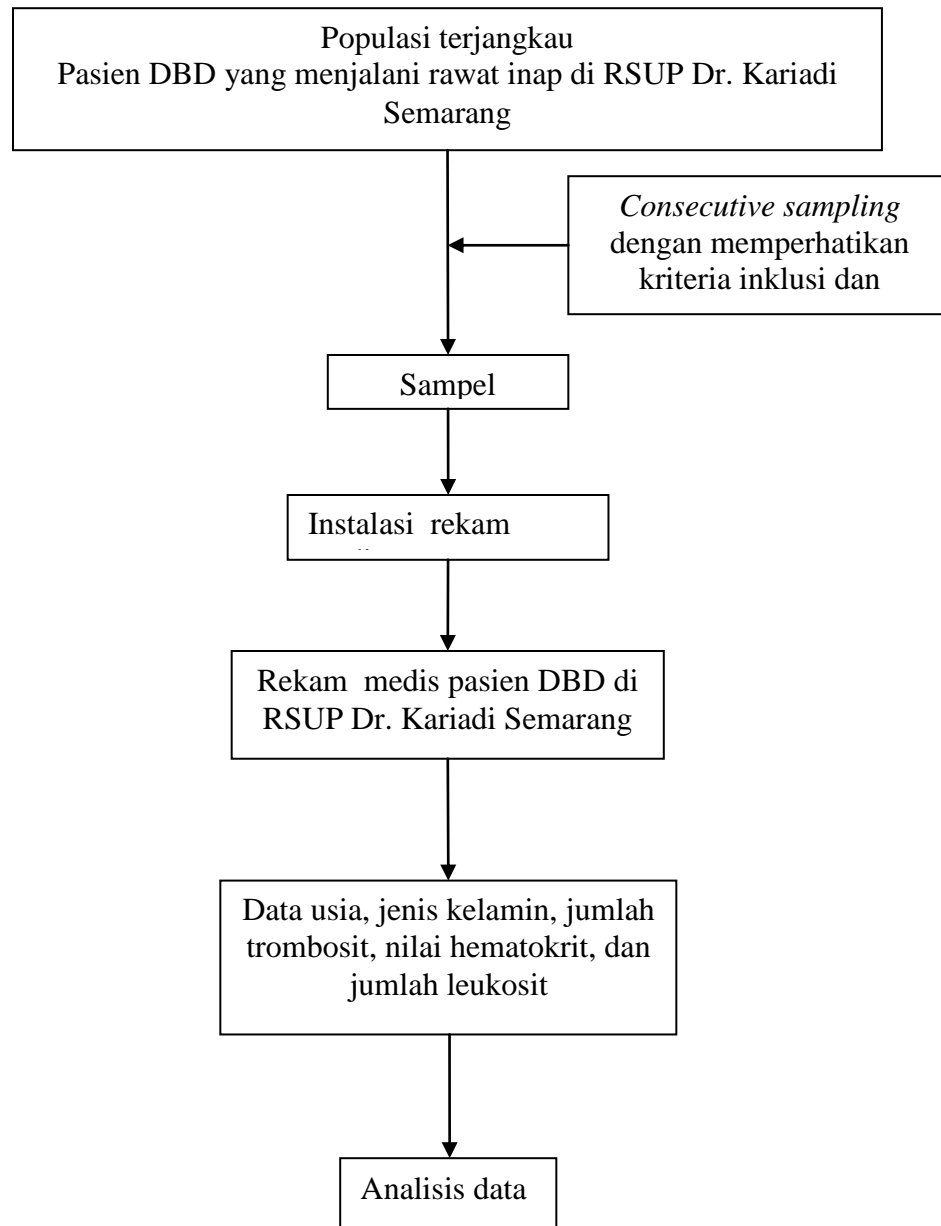 Populasi terjangkau
Pasien DBD yang menjalani rawat inap di RSUP Dr. Kariadi
Semarang
Consecutive sampling
dengan memperhatikan
kriteria inklusi dan
Sampel
Instalasi rekam
Rekam medis pasien DBD di
RSUP Dr. Kariadi Semarang
Data usia, jenis kelamin, jumlah
trombosit, nilai hematokrit, dan
jumlah leukosit
Analisis data